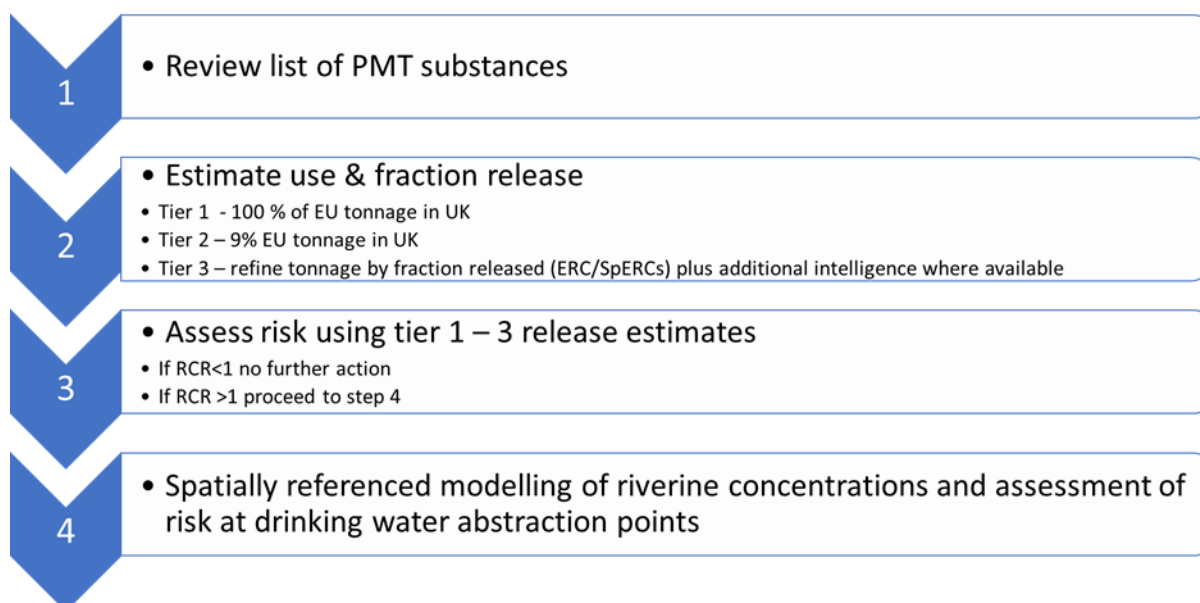 1
• Review list of PMT substances
2
• Estimate use & fraction release
• Tier 1 - 100 % of EU tonnage in UK
• Tier 2 – 9% EU tonnage in UK
• Tier 3 – refine tonnage by fraction released (ERC/SpERCs) plus additional intelligence where available
3
• Assess risk using tier 1 – 3 release estimates
• If RCR<1 no further action
• If RCR >1 proceed to step 4
4
• Spatially referenced modelling of riverine concentrations and assessment of
risk at drinking water abstraction points